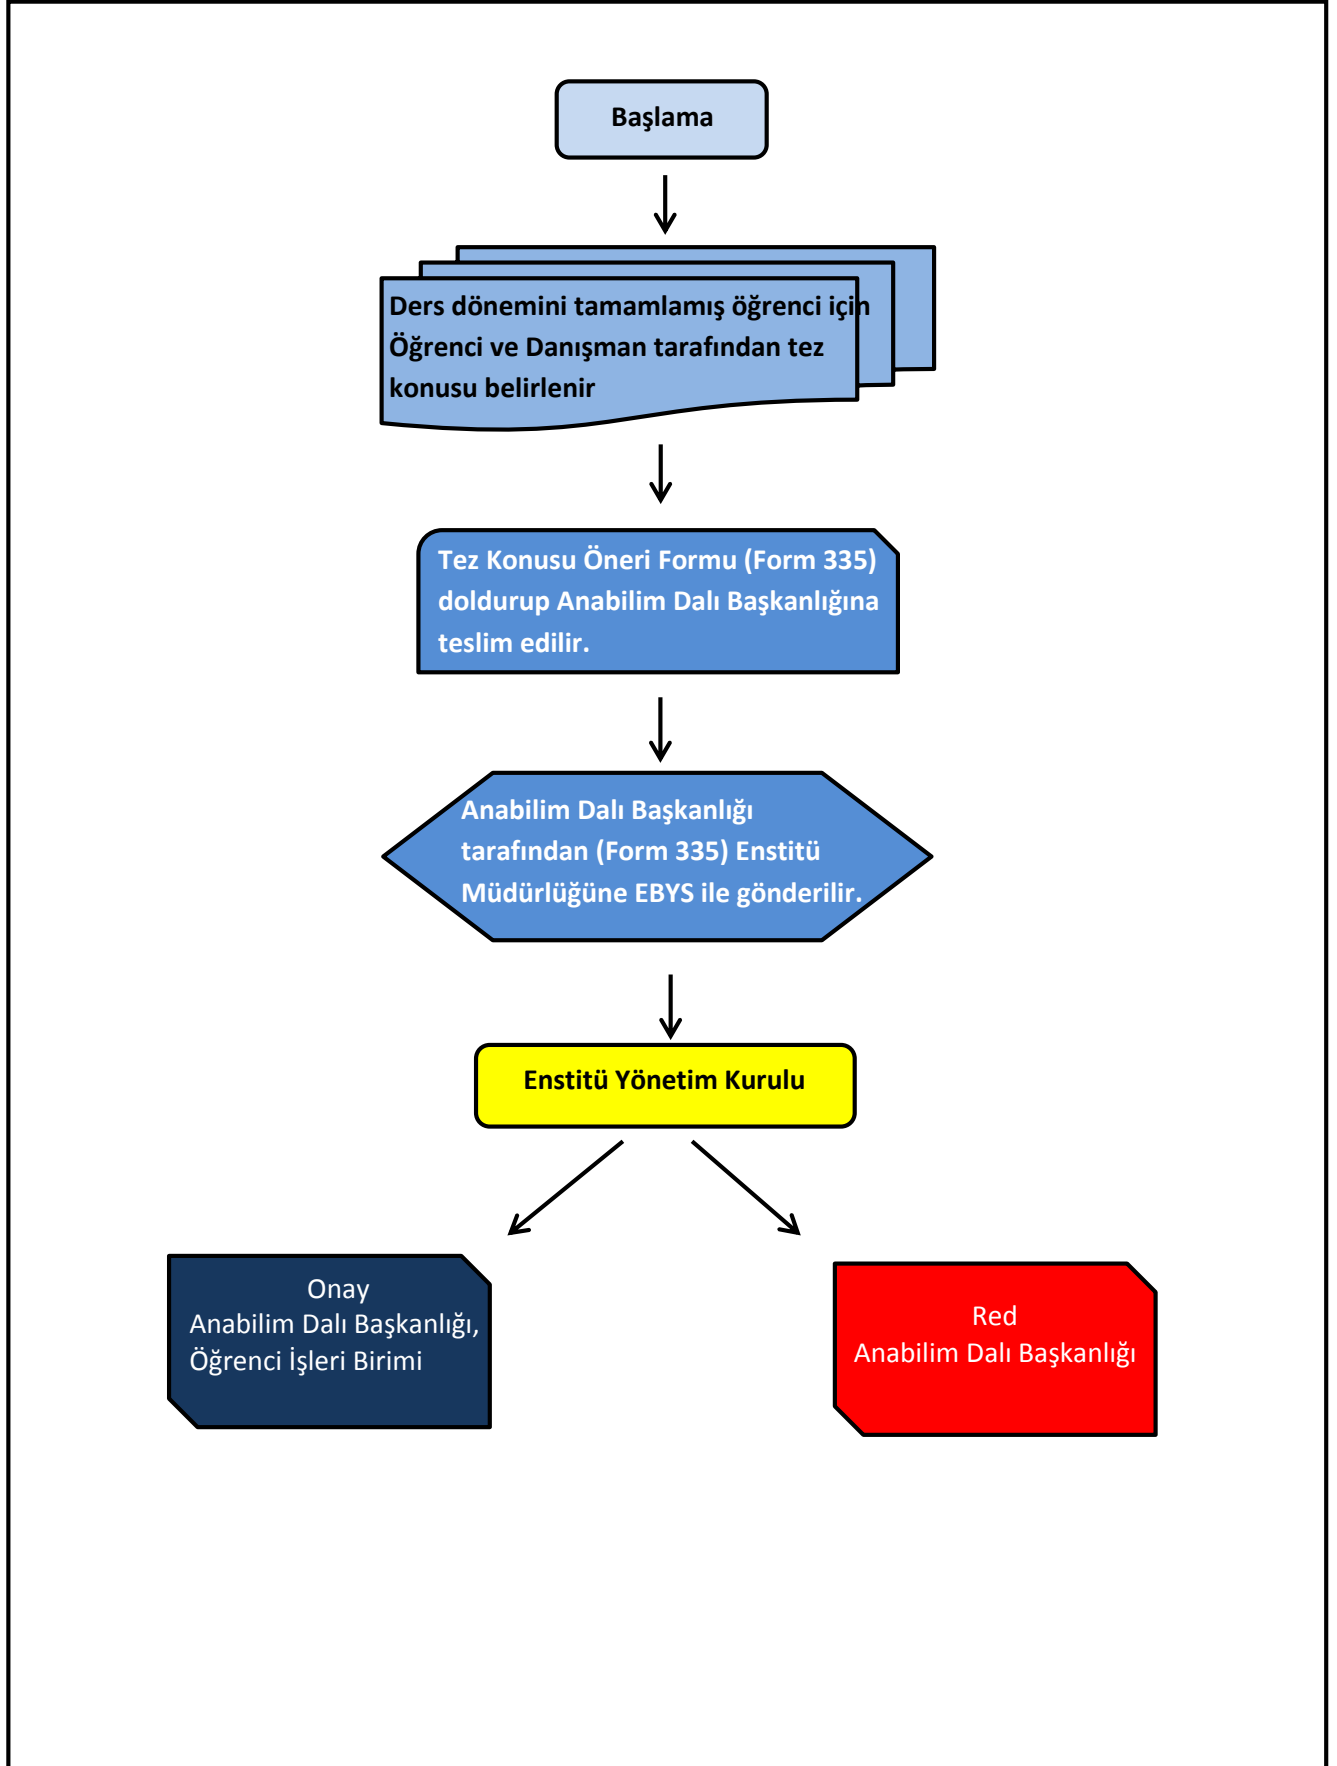 Başlama
Ders dönemini tamamlamış öğrenci için
Öğrenci ve Danışman tarafından tez
konusu belirlenir
Tez Konusu Öneri Formu (Form 335)
doldurup Anabilim Dalı Başkanlığına
teslim edilir.
Anabilim Dalı Başkanlığı
tarafından (Form 335) Enstitü
Müdürlüğüne EBYS ile gönderilir.
Enstitü Yönetim Kurulu
Onay
Anabilim Dalı Başkanlığı,
Öğrenci İşleri Birimi
Red
Anabilim Dalı Başkanlığı